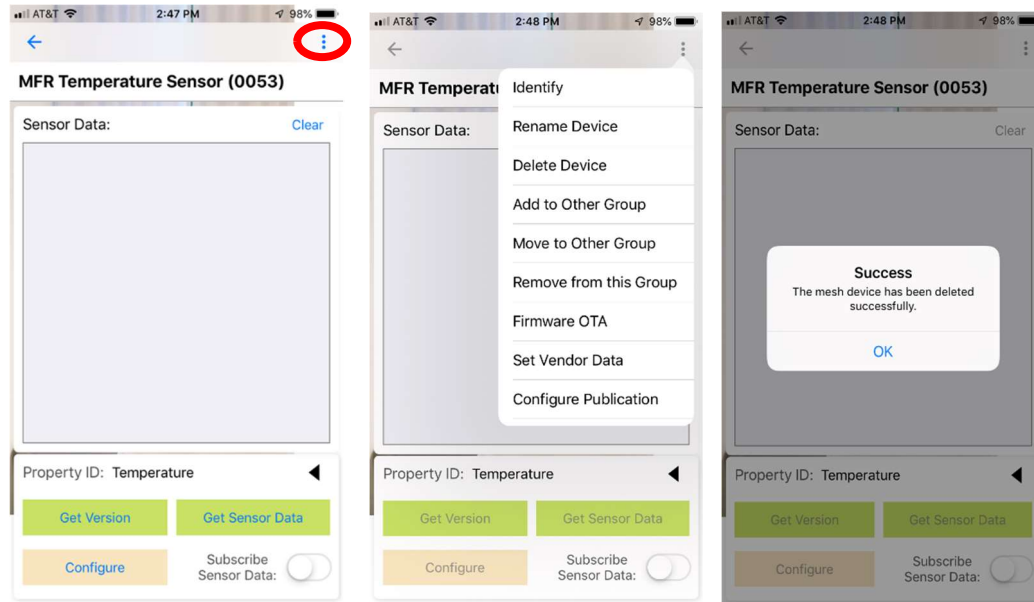 AT&T 2:47 PM 98%
MFR Temperature Sensor (0053)
Sensor Data: Clear
Property ID: Temperature
Get Version Get Sensor Data
Configure Subscribe
Sensor Data:
AT&T 2:48 PM 98%
MFR Temperat
Sensor Data:
Identify
Rename Device
Delete Device
Add to Other Group
Move to Other Group
Remove from this Group
Firmware OTA
Set Vendor Data
Configure Publication
Property ID: Temperature
Get Version Get Sensor Data
Configure Subscribe
Sensor Data:
AT&T 2:48 PM 98%
MFR Temperature Sensor (0053)
Sensor Data: Clear
Success
The mesh device has been deleted
successfully.
OK
Property ID: Temperature
Get Version Get Sensor Data
Configure Subscribe
Sensor Data: